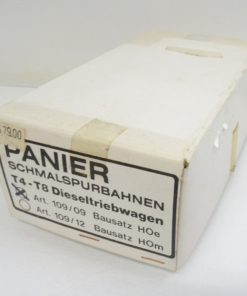 79.00
PANIER
SCHMALSPURBAHNEN
T4-T8 Dieseltriebwagen
Art. 109/09 Bausatz HOe
Art. 109/12 Bausatz HOm